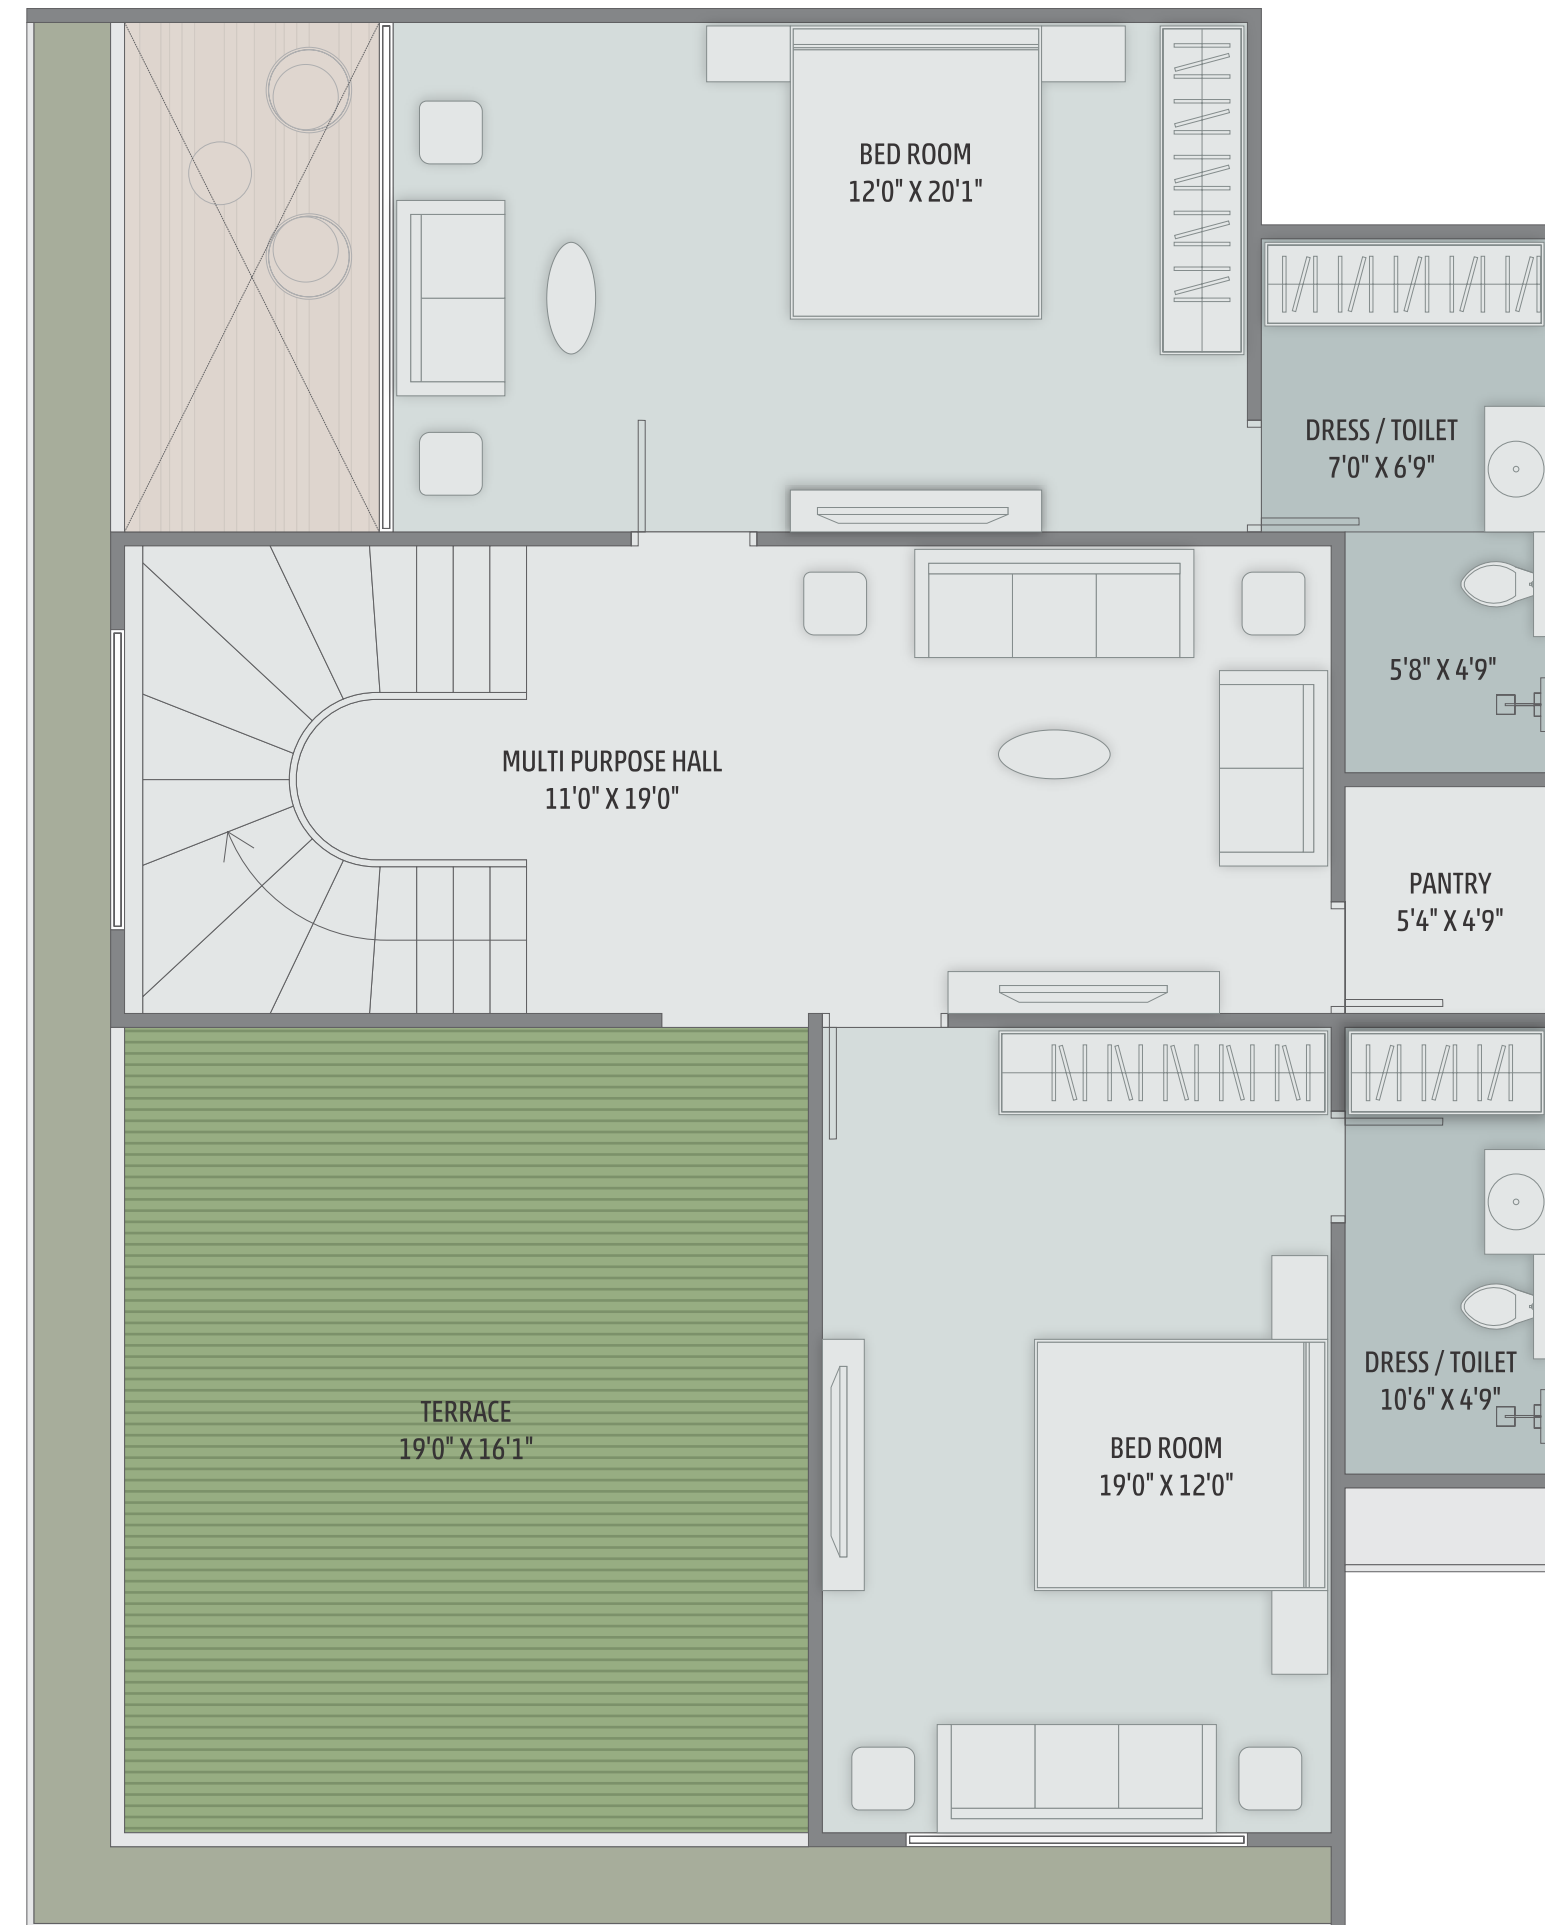 BED ROOM
12'0" X 20'1"
DRESS / TOILET
7'0" X 6'9"
5'8" X 4'9"
MULTI PURPOSE HALL
11'0" X 19'0"
PANTRY
5'4" X 4'9"
DRESS / TOILET
10'6" X 4'9"
TERRACE
19'0" X 16'1"
BED ROOM
19'0" X 12'0"